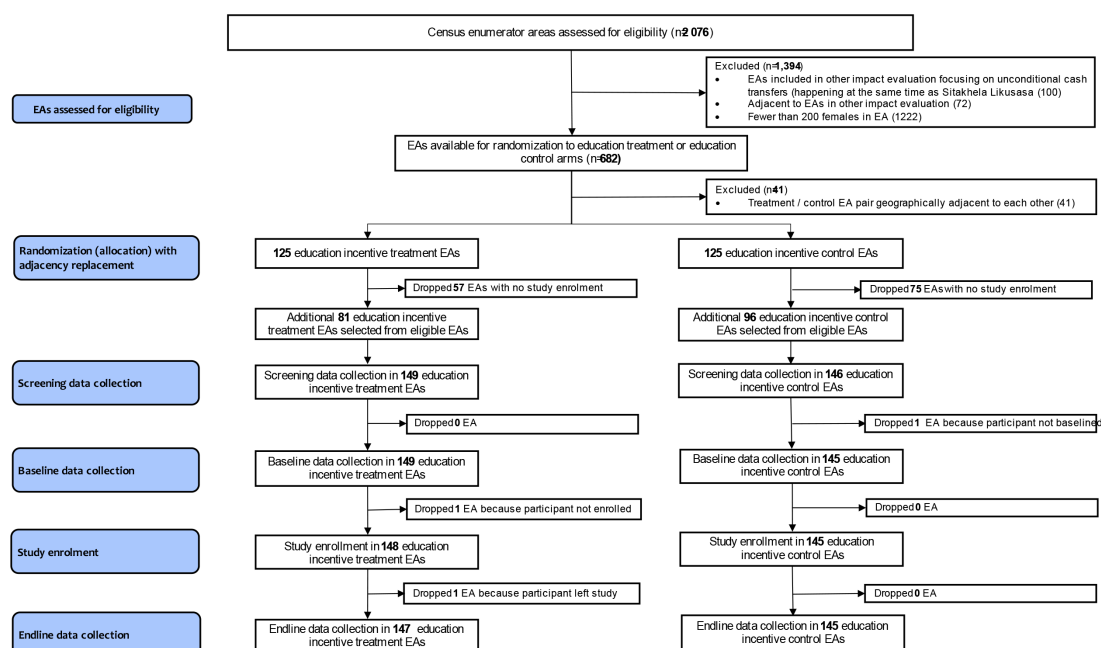 Census enumerator areas assessed for eligibility (n=2 076)
Excluded (n=1,394)
• EAs included in other impact evaluation focusing on unconditional cash
transfers (happening at the same time as Sitakhela Likusasa (100)
• Adjacent to EAs in other impact evaluation (72)
• Fewer than 200 females in EA (1222)
EAs assessed for eligibility
EAs available for randomization to education treatment or education
control arms (n=682)
Excluded (n=41)
• Treatment / control EA pair geographically adjacent to each other (41)
Randomization (allocation) with
adjacency replacement
125 education incentive treatment EAs
125 education incentive control EAs
Dropped 57 EAs with no study enrolment
Dropped 75 EAs with no study enrolment
Additional 81 education incentive
treatment EAs selected from eligible EAs
Additional 96 education incentive control
EAs selected from eligible EAs
Screening data collection
Screening data collection in 149 education
incentive treatment EAs
Screening data collection in 146 education
incentive control EAs
Dropped 0 EA
Dropped 1 EA because participant not baselined
Baseline data collection
Baseline data collection in 149 education
incentive treatment EAs
Baseline data collection in 145 education
incentive control EAs
Dropped 1 EA because participant not enrolled
Dropped 0 EA
Study enrolment
Study enrollment in 148 education
incentive treatment EAs
Study enrollment in 145 education
incentive control EAs
Dropped 1 EA because participant left study
Dropped 0 EA
Endline data collection
Endline data collection in 147 education
incentive treatment EAs
Endline data collection in 145 education
incentive control EAs